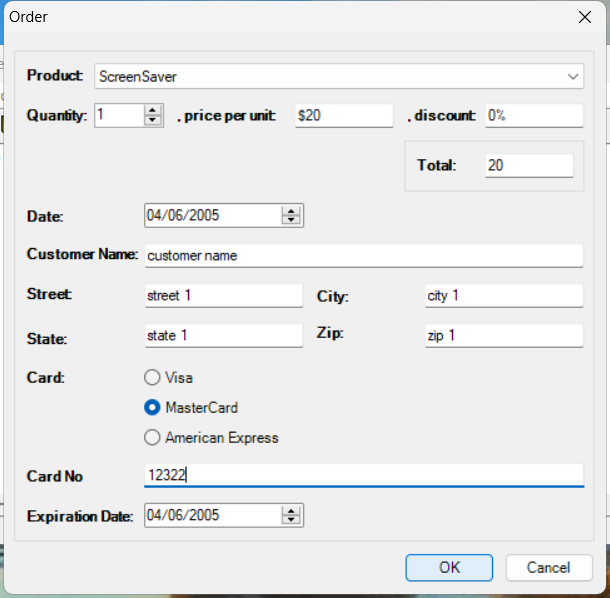 Order
Product: ScreenSaver
Quantity: 1 , price per unit: $20 , discount: 0%
Total: 20
Date: 04/06/2005
Customer Name: customer name
Street: street 1 City: city 1
State: state 1 Zip: zip 1
Card: Visa
MasterCard
American Express
Card No 12322
Expiration Date: 04/06/2005
OK Cancel